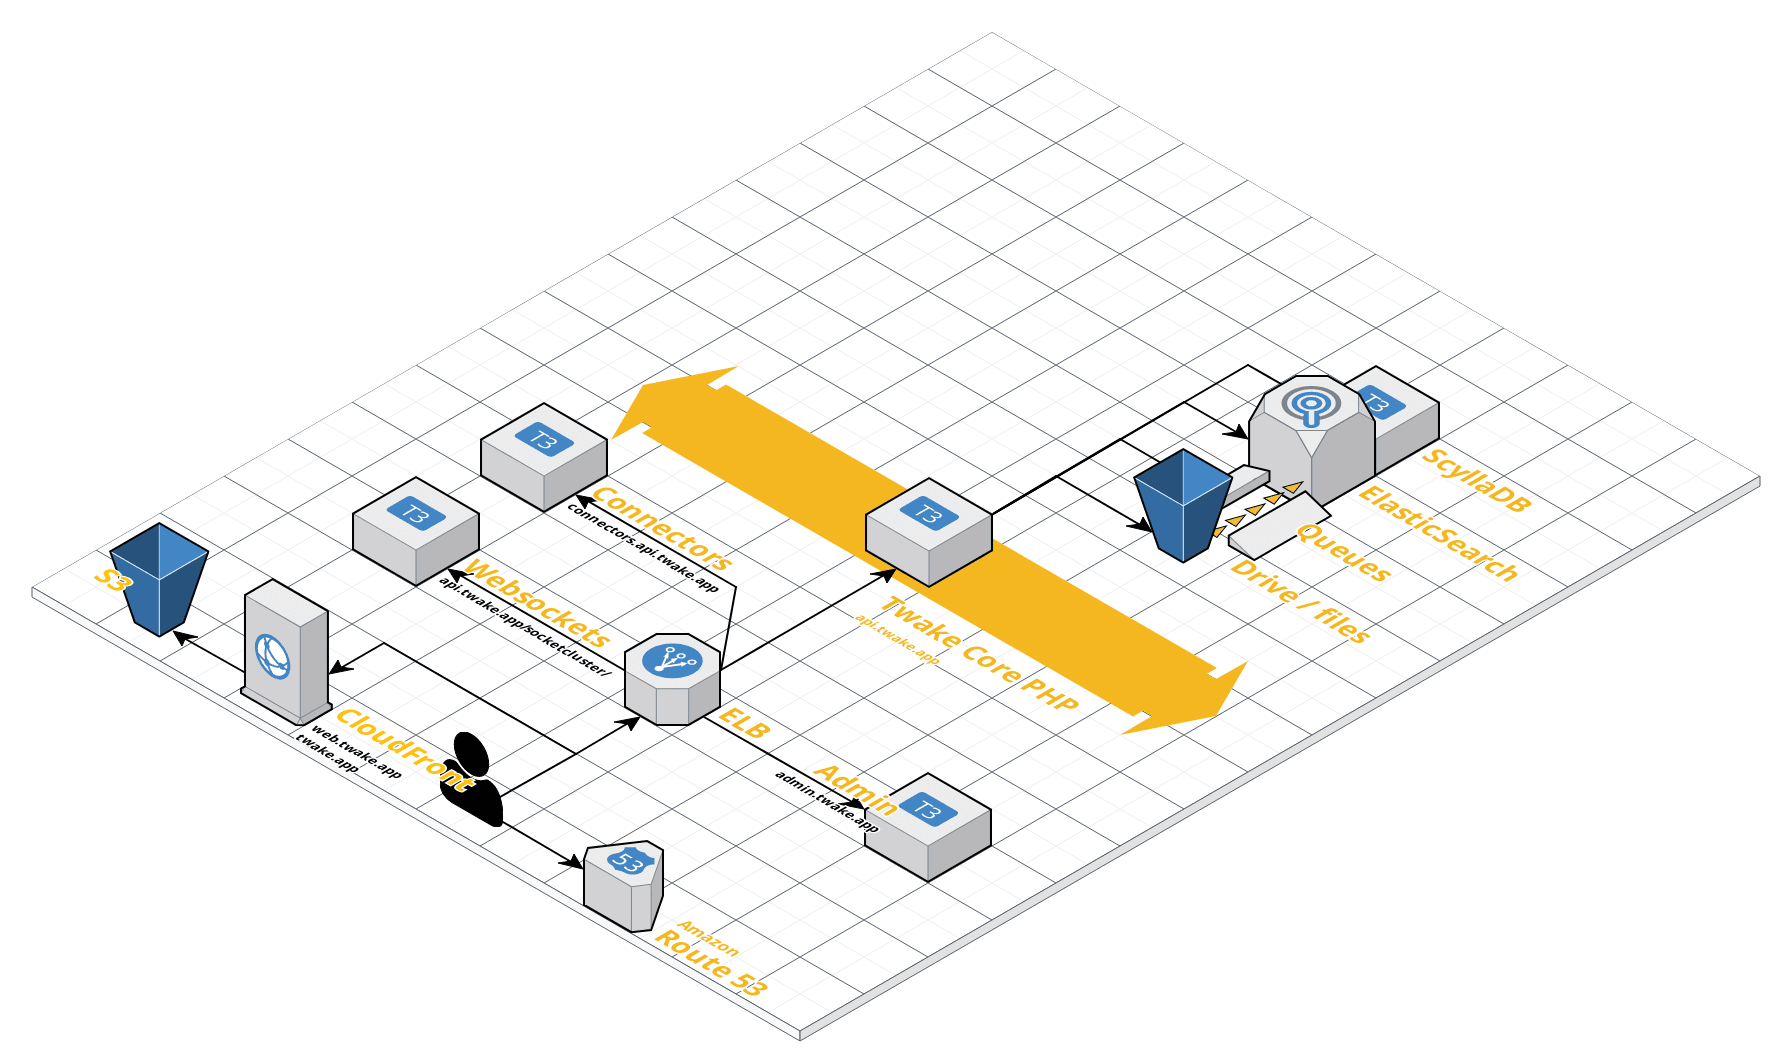 T3
T3
ScyllaDB
ElasticSearch
Queues
Drive / files
T3
Connectors
connectors.api.twake.app
T3
Websockets
api.twake.app/socketcluster/
T3
Twake Core PHP
api.twake.app
S3
CloudFront
web.twake.app
twake.app
ELB
Admin
admin.twake.app
T3
53
Amazon
Route 53